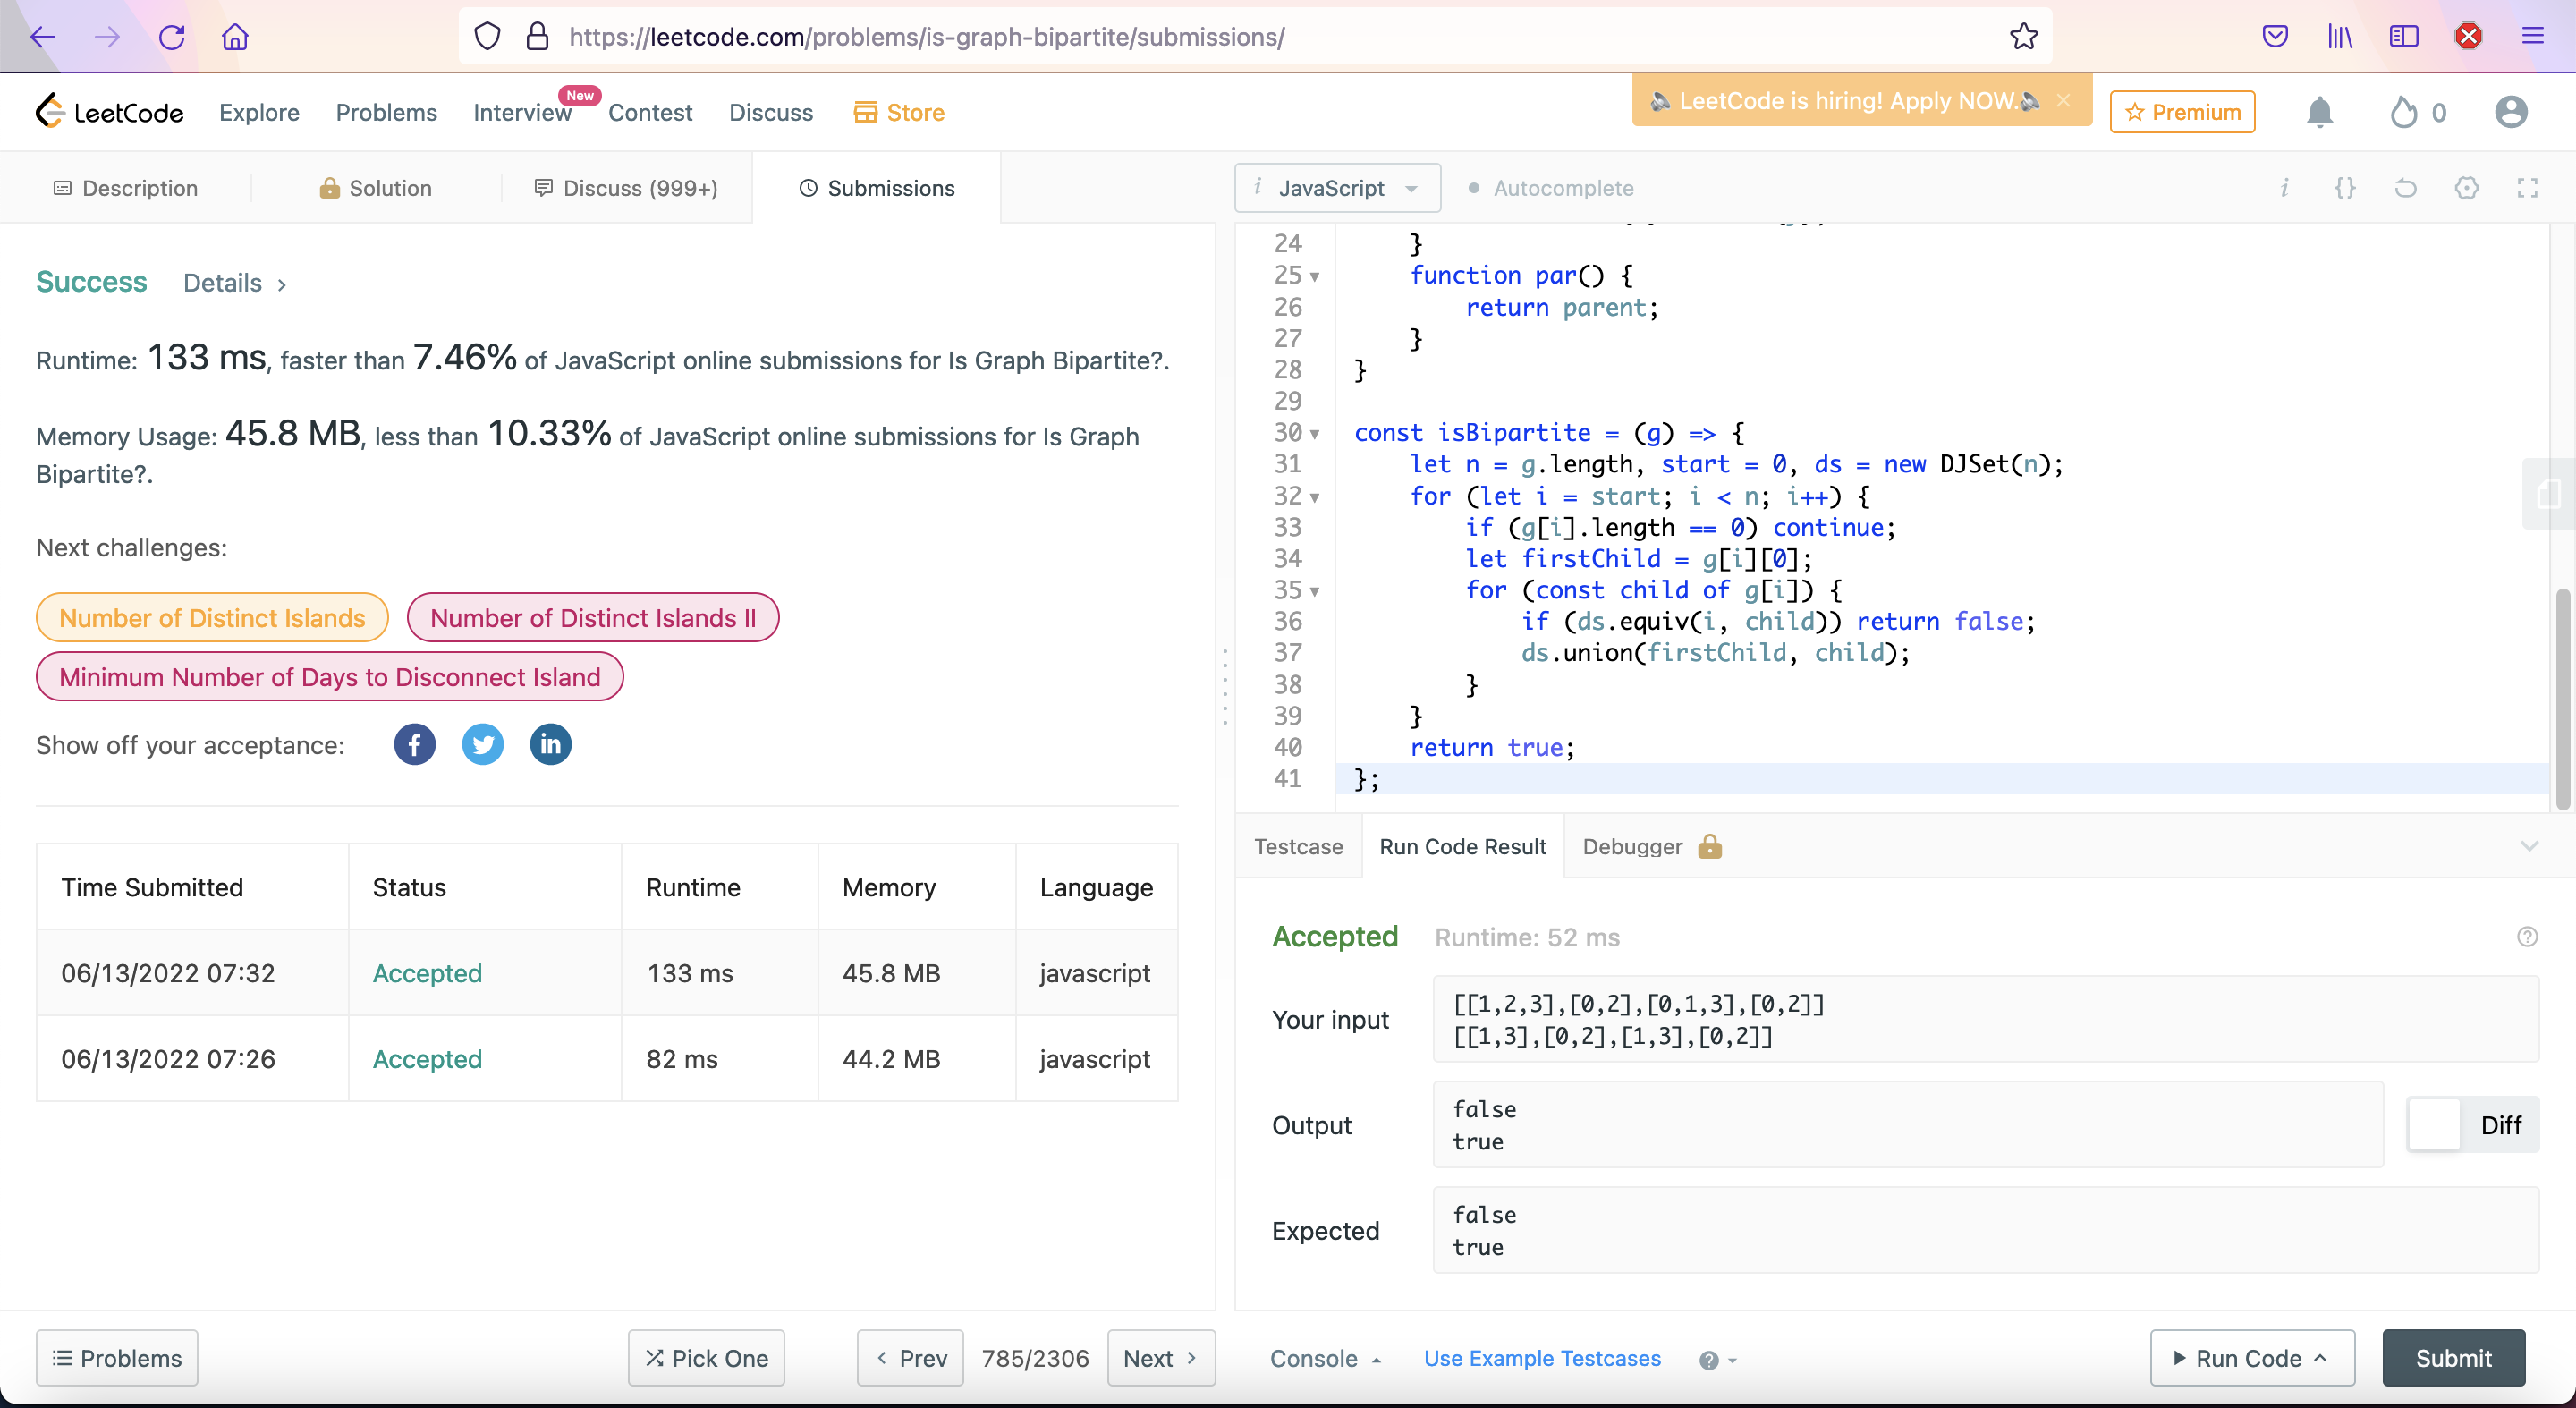 https://leetcode.com/problems/is-graph-bipartite/submissions/
LeetCode Explore Problems Interview New Contest Discuss Store
LeetCode is hiring! Apply NOW. × Premium 0
Description Solution Discuss (999+) Submissions
i JavaScript Autocomplete
Success Details >
Runtime: 133 ms, faster than 7.46% of JavaScript online submissions for Is Graph Bipartite?.
Memory Usage: 45.8 MB, less than 10.33% of JavaScript online submissions for Is Graph
Bipartite?.
Next challenges:
Number of Distinct Islands Number of Distinct Islands II
Minimum Number of Days to Disconnect Island
Show off your acceptance:
Time Submitted Status Runtime Memory Language
06/13/2022 07:32 Accepted 133 ms 45.8 MB javascript
06/13/2022 07:26 Accepted 82 ms 44.2 MB javascript
Problems Pick One < Prev 785/2306 Next >
24 }
25 function par() {
26 return parent;
27 }
28 }
29
30 const isBipartite = (g) => {
31 let n = g.length, start = 0, ds = new DJSet(n);
32 for (let i = start; i < n; i++) {
33 if (g[i].length == 0) continue;
34 let firstChild = g[i][0];
35 for (const child of g[i]) {
36 if (ds.equiv(i, child)) return false;
37 ds.union(firstChild, child);
38 }
39 }
40 return true;
41 };
Testcase Run Code Result Debugger
Accepted Runtime: 52 ms
Your input
[[1,2,3],[0,2],[0,1,3],[0,2]]
[[1,3],[0,2],[1,3],[0,2]]
Output
false
true
Diff
Expected
false
true
Console Use Example Testcases Run Code Submit